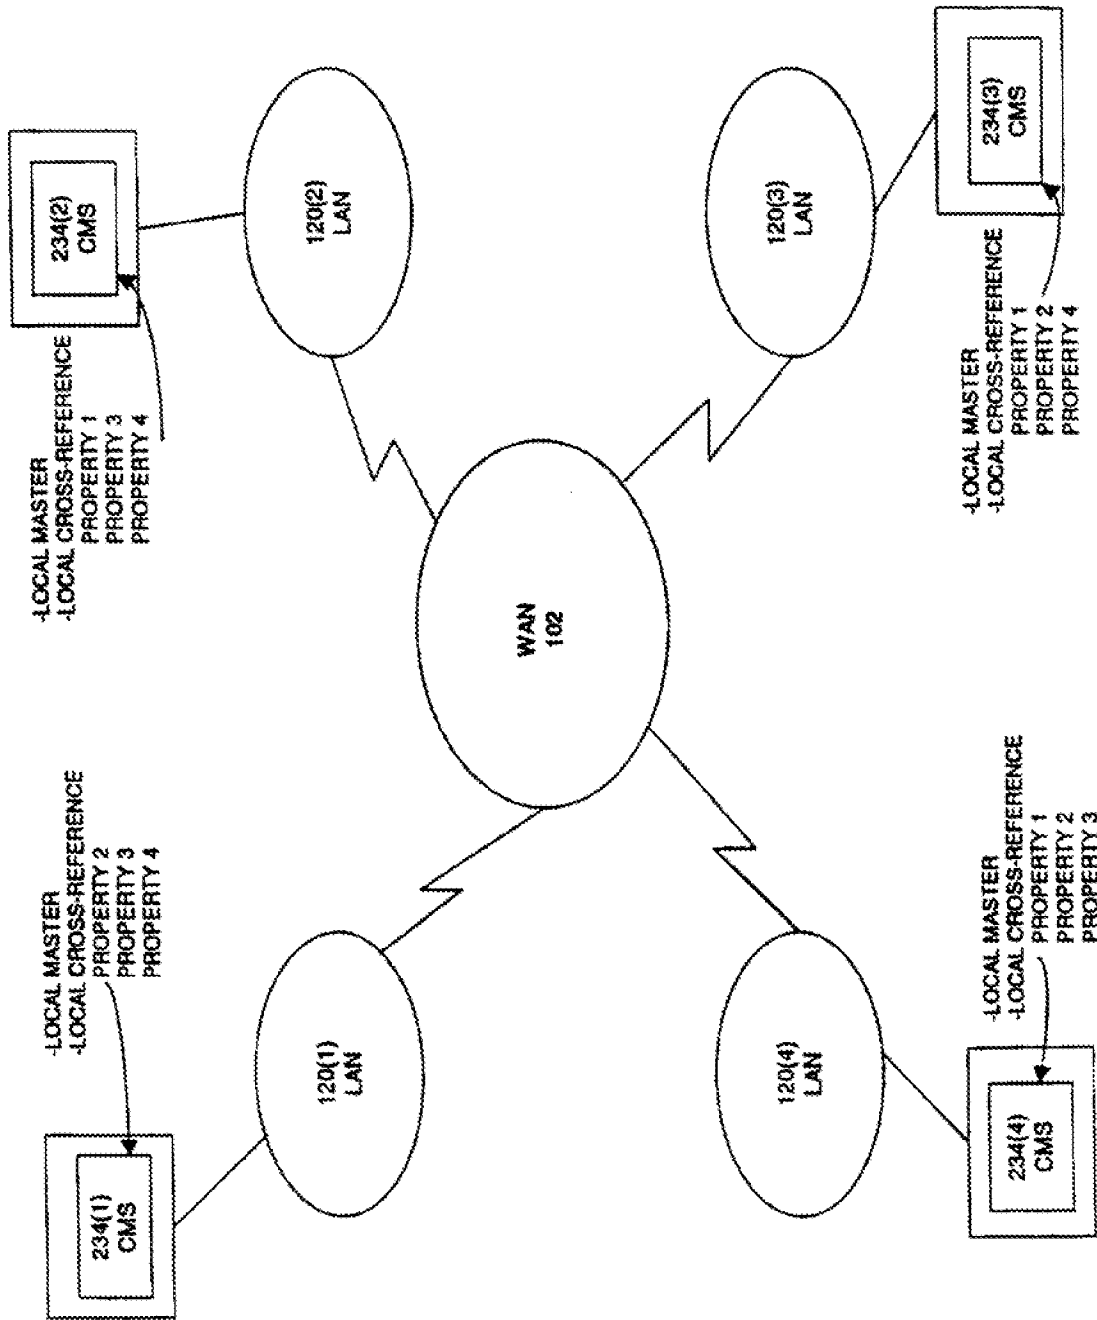 234(1)
CMS
-LOCAL MASTER
-LOCAL CROSS-REFERENCE
PROPERTY 2
PROPERTY 3
PROPERTY 4
120(1)
LAN
234(2)
CMS
-LOCAL MASTER
-LOCAL CROSS-REFERENCE
PROPERTY 1
PROPERTY 3
PROPERTY 4
120(2)
LAN
WAN
102
120(4)
LAN
234(4)
CMS
-LOCAL MASTER
-LOCAL CROSS-REFERENCE
PROPERTY 1
PROPERTY 2
PROPERTY 3
120(3)
LAN
234(3)
CMS
-LOCAL MASTER
-LOCAL CROSS-REFERENCE
PROPERTY 1
PROPERTY 2
PROPERTY 4